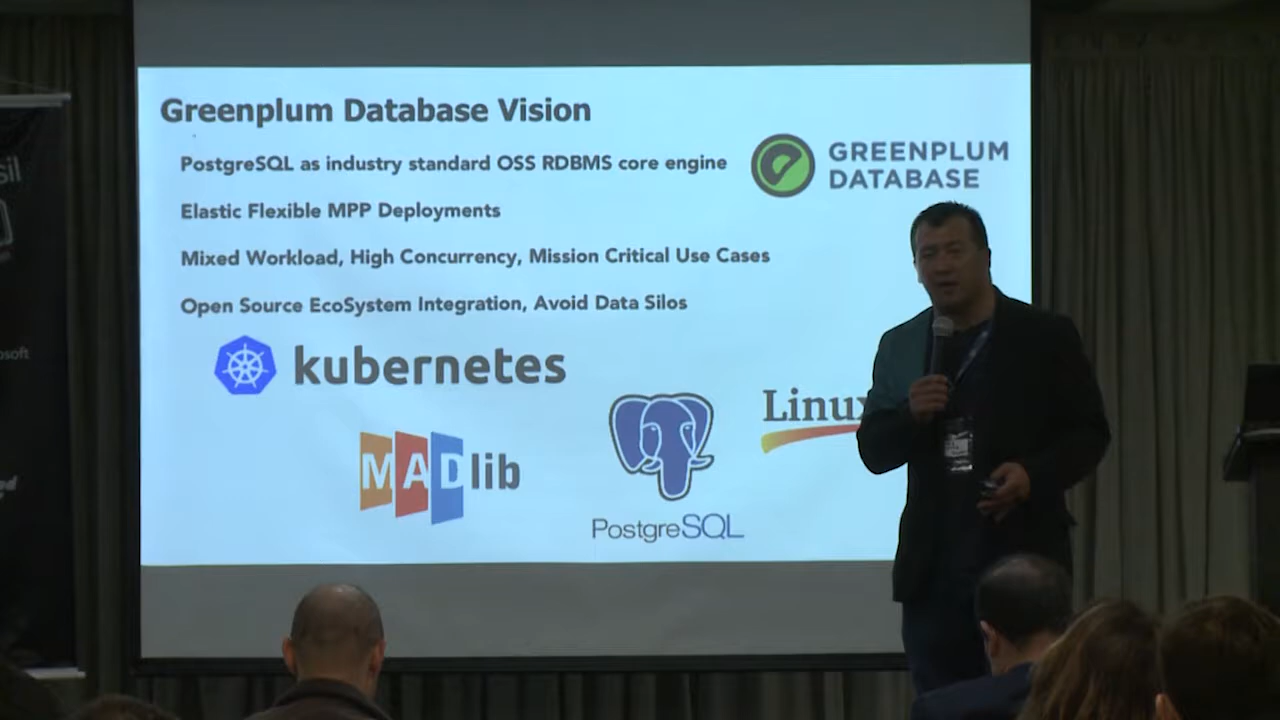 Greenplum Database Vision
PostgreSQL as industry standard OSS RDBMS core engine
GREENPLUM
DATABASE
Elastic Flexible MPP Deployments
Mixed Workload, High Concurrency, Mission Critical Use Cases
Open Source EcoSystem Integration, Avoid Data Silos
kubernetes
Linux
MADlib
PostgreSQL